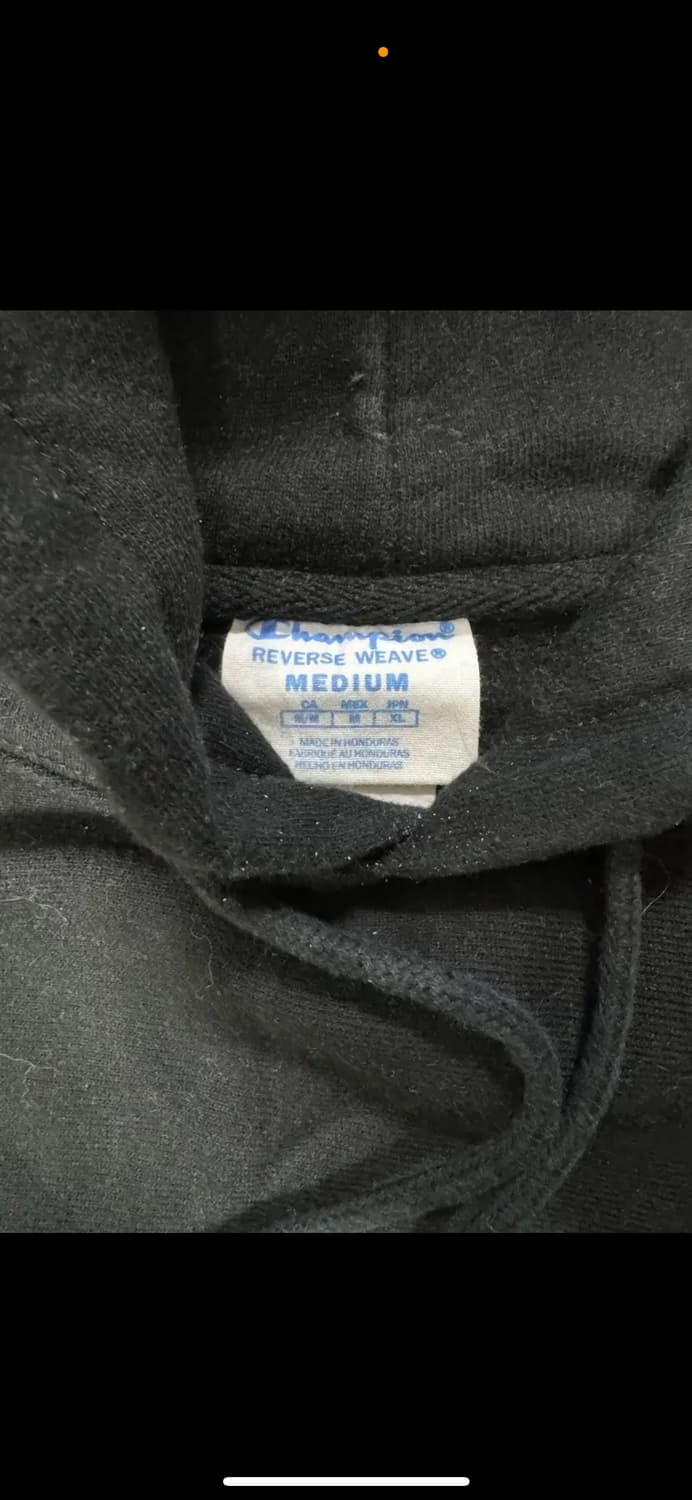 Champion®
REVERSE WEAVE®
MEDIUM
CA MEX JPN
M/M M XL
MADE IN HONDURAS
FABRIQUÉ AU HONDURAS
HECHO EN HONDURAS